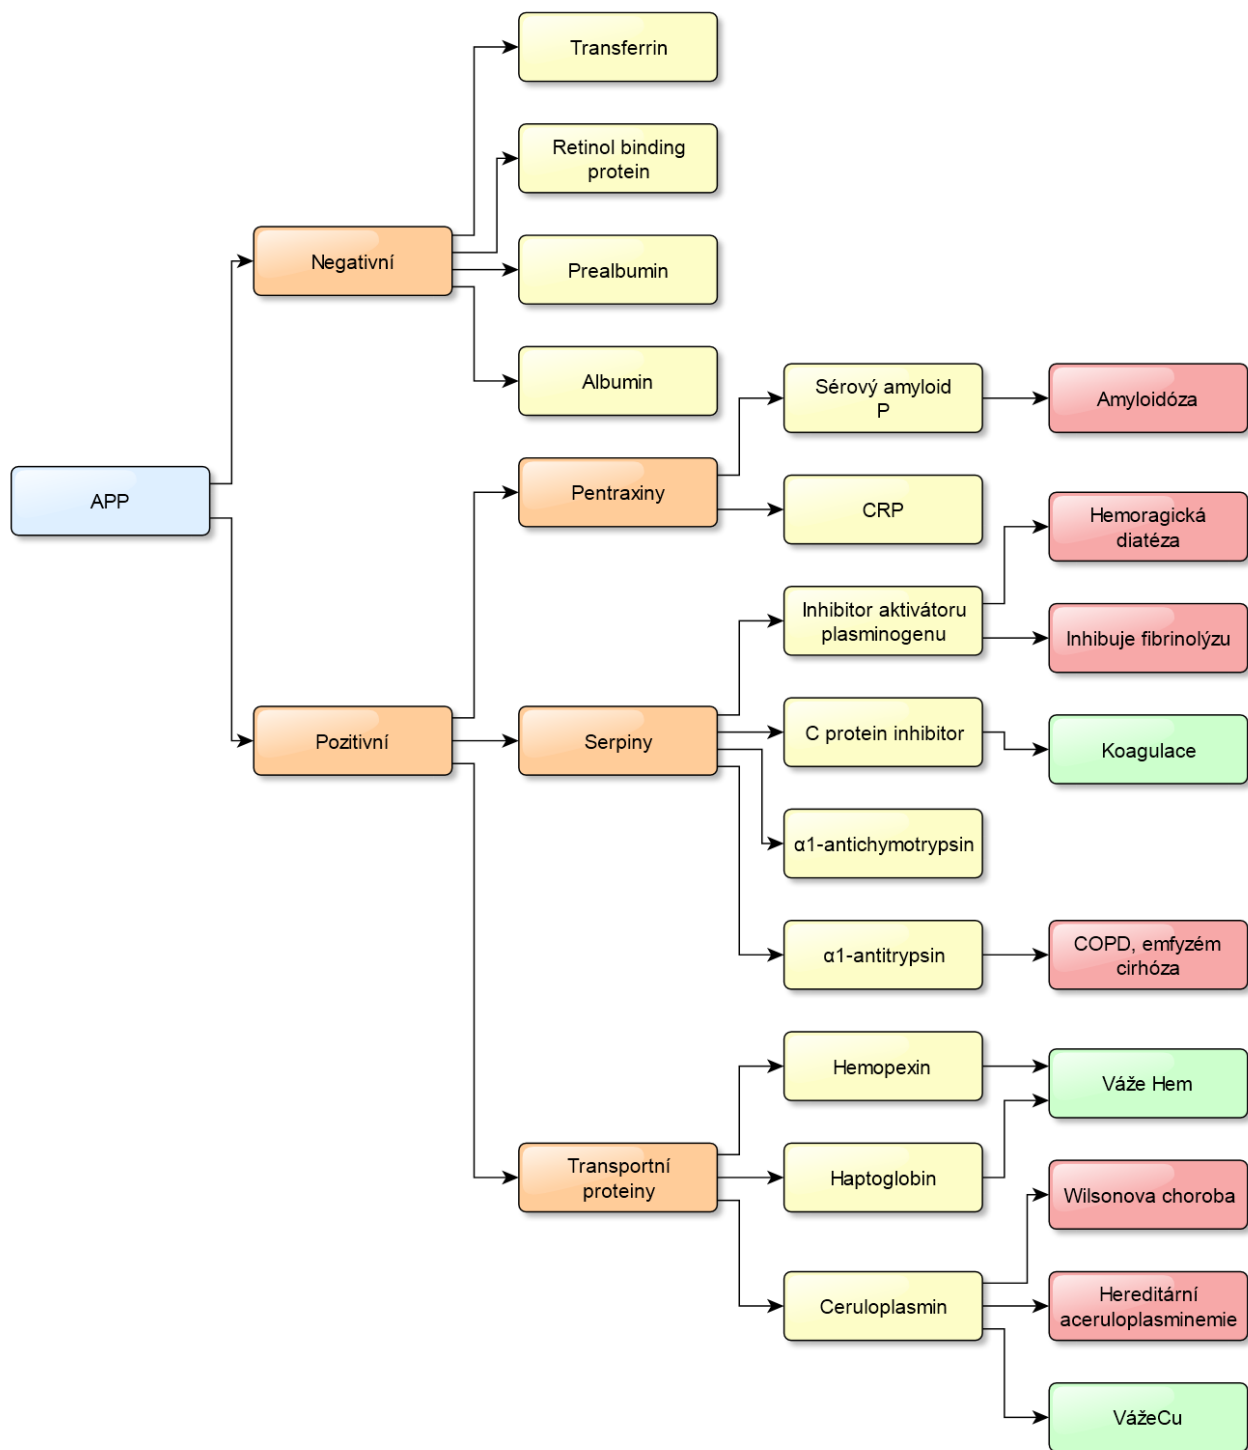 Transferrin
Retinol binding
protein
Negativní
Prealbumin
Albumin
Sérový amyloid
P
Amyloidóza
APP
Pentraxiny
CRP
Hemoragická
diatéza
Inhibitor aktivátoru
plasminogenu
Inhibuje fibrinolýzu
Pozitivní
Serpiny
C protein inhibitor
Koagulace
α1-antichymotrypsin
α1-antitrypsin
COPD, emfyzém
cirhóza
Hemopexin
Váže Hem
Transportní
proteiny
Haptoglobin
Wilsonova choroba
Ceruloplasmin
Hereditární
aceruloplasminemie
VážeCu